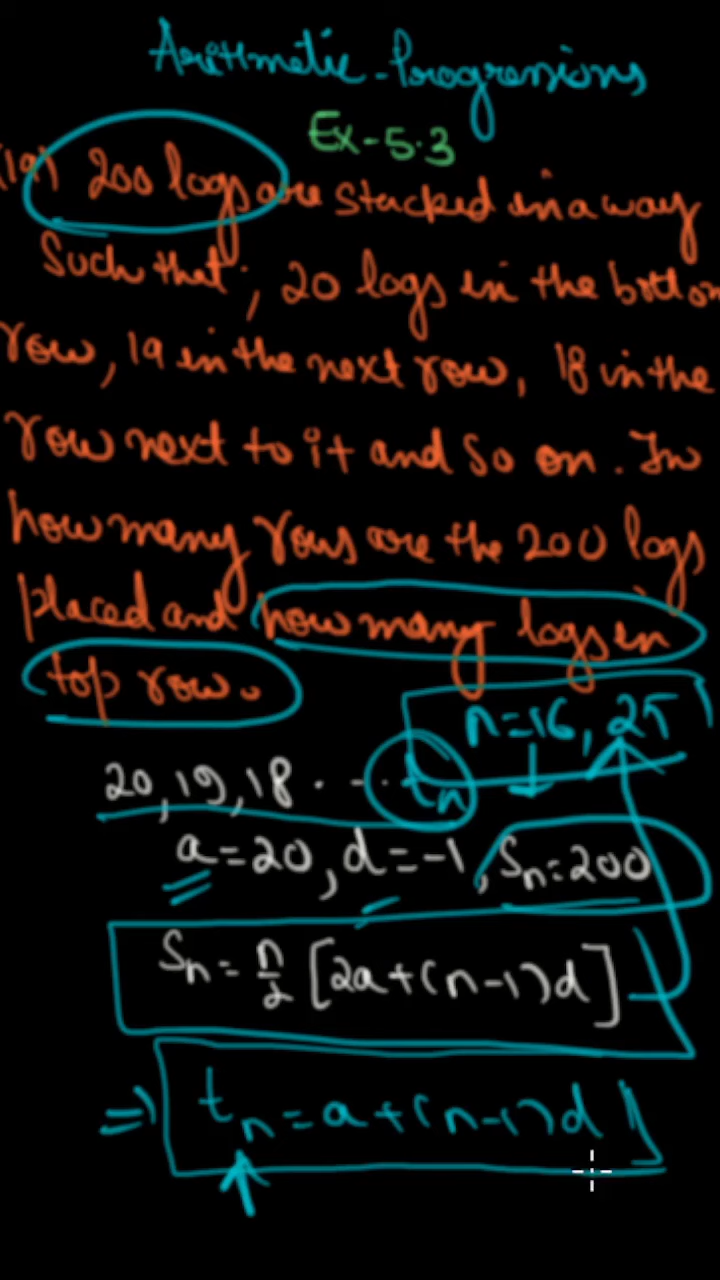 Arithmetic-Progressions
Ex-5.3
(19) 200 logs are stacked in a way
Such that ; 20 logs in the bottom
row, 19 in the next row, 18 in the
row next to it and so on. In
how many rows are the 200 logs
placed and how many logs in
top row.
n=16, 25
20, 19, 18 . . . . tn
a=20, d=-1, Sn=200
Sn = n/2 [2a+(n-1)d]
=> tn = a+(n-1)d